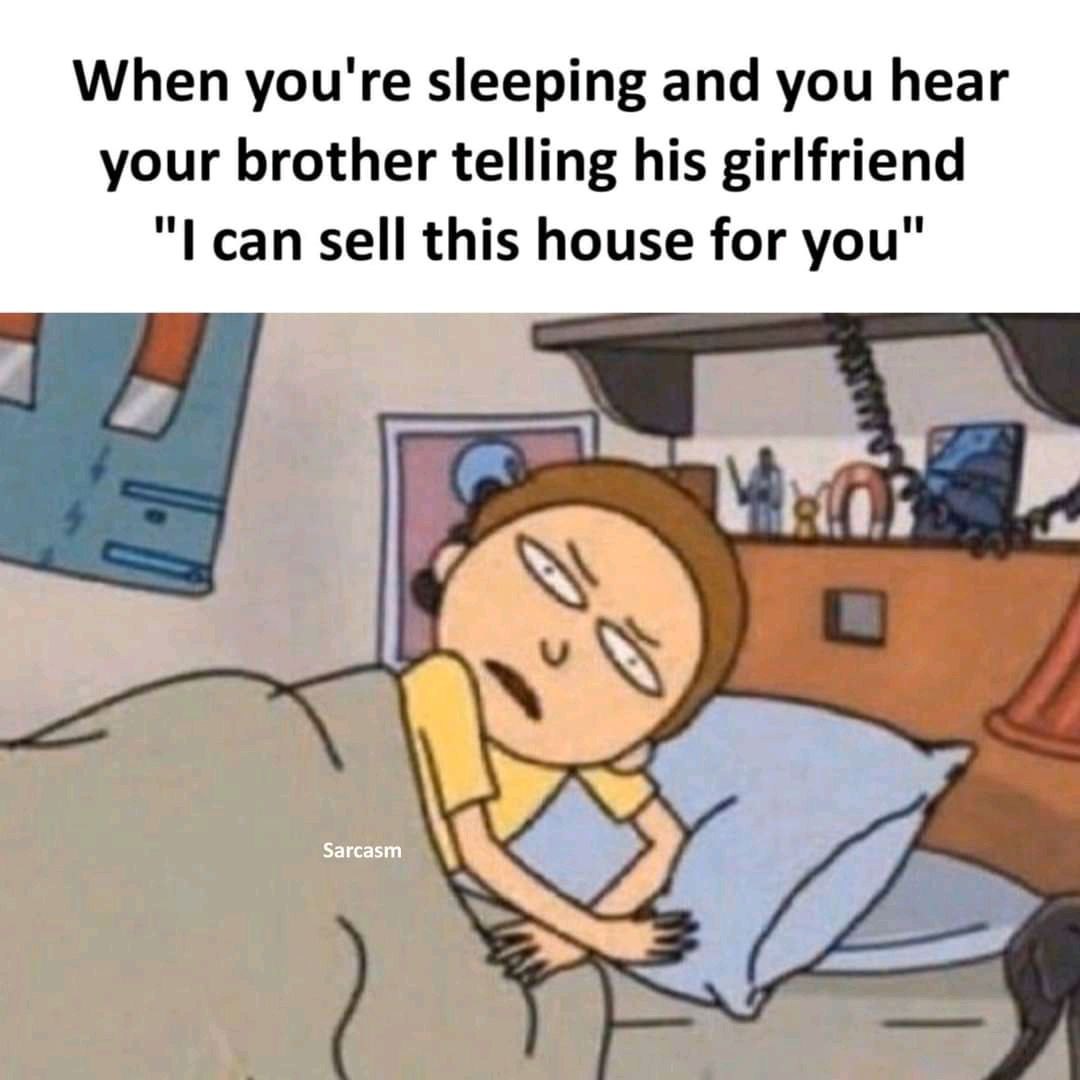 When you're sleeping and you hear
your brother telling his girlfriend
"I can sell this house for you"
Sarcasm